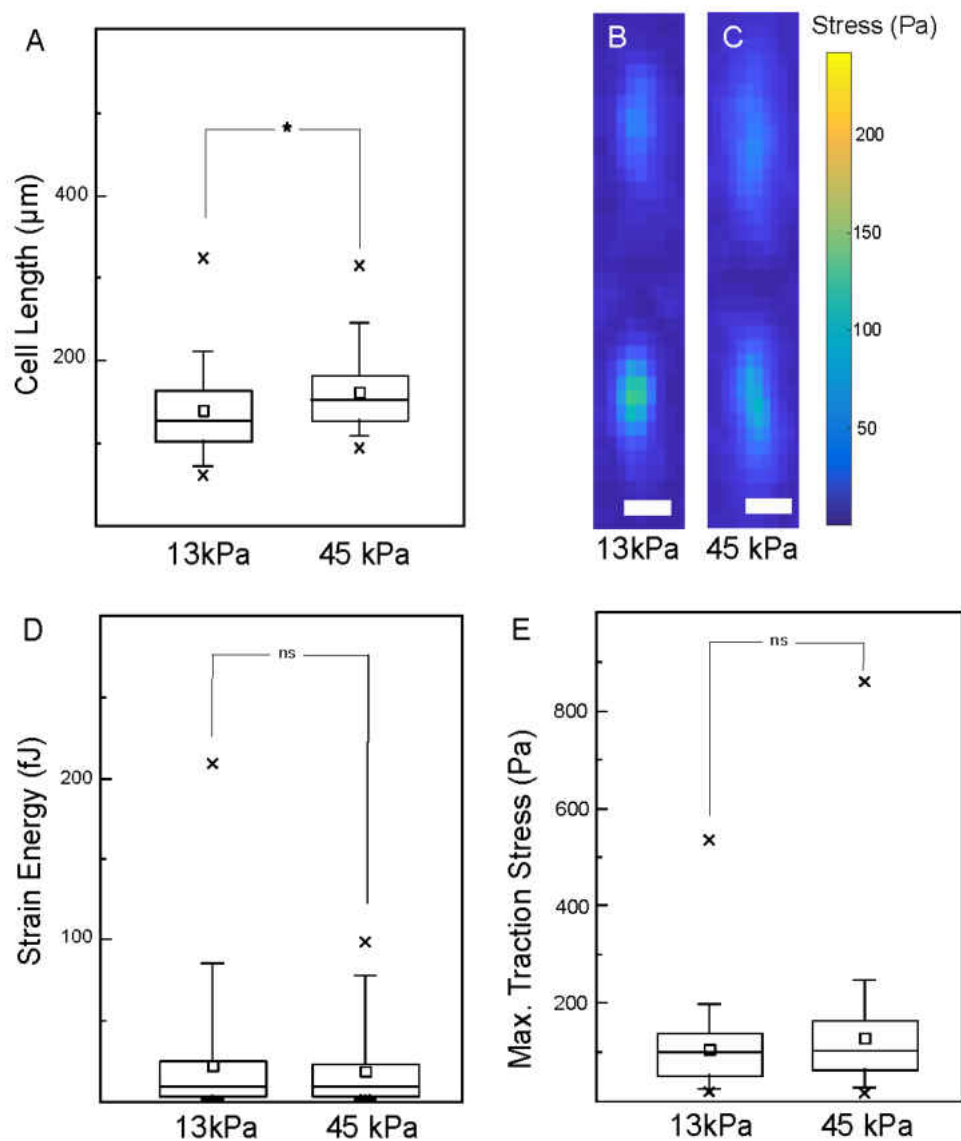 A
Cell Length (µm)
400
200
*
13kPa
45 kPa
B
C
Stress (Pa)
200
150
100
50
13kPa
45 kPa
D
Strain Energy (fJ)
200
100
ns
13kPa
45 kPa
E
Max. Traction Stress (Pa)
800
600
400
200
ns
13kPa
45 kPa